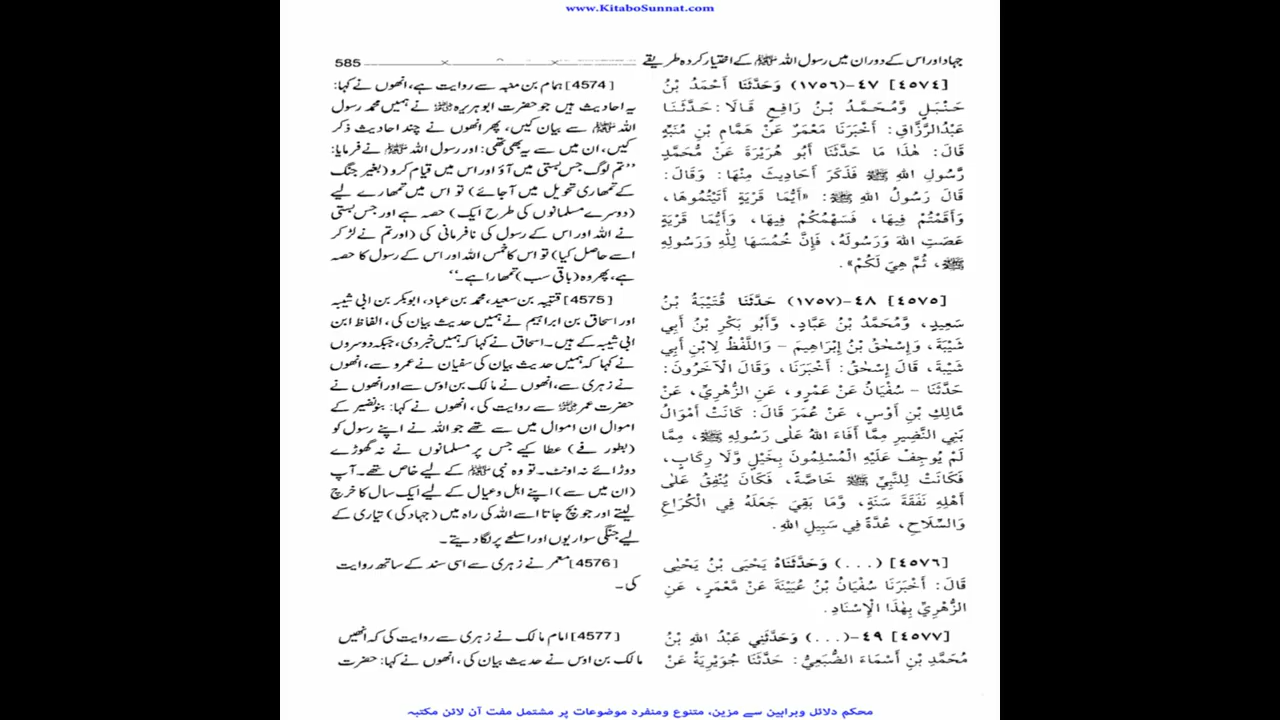 www.KitaboSunnat.com
جہاد اور اس کے دوران میں رسول اللہ ﷺ کے اختیار کردہ طریقے
585
[٤٥٧٤] ٤٧-(١٧٥٦) وَحَدَّثَنَا أَحْمَدُ بْنُ
حَنْبَلٍ وَّمُحَمَّدُ بْنُ رَافِعٍ قَالَا: حَدَّثَنَا
عَبْدُالرَّزَّاقِ: أَخْبَرَنَا مَعْمَرٌ عَنْ هَمَّامِ بْنِ مُنَبِّهٍ
قَالَ: هٰذَا مَا حَدَّثَنَا أَبُو هُرَيْرَةَ عَنْ مُّحَمَّدٍ
رَّسُولِ اللهِ ﷺ فَذَكَرَ أَحَادِيثَ مِنْهَا: وَقَالَ:
قَالَ رَسُولُ اللهِ ﷺ: «أَيُّمَا قَرْيَةٍ أَتَيْتُمُوهَا،
وَأَقَمْتُمْ فِيهَا، فَسَهْمُكُمْ فِيهَا، وَأَيُّمَا قَرْيَةٍ
عَصَتِ اللهَ وَرَسُولَهُ، فَإِنَّ خُمُسَهَا لِلّٰهِ وَرَسُولِهِ
ﷺ، ثُمَّ هِيَ لَكُمْ».
[4574] ہمام بن منبہ سے روایت ہے، انھوں نے کہا:
یہ احادیث ہیں جو حضرت ابو ہریرہ رضی اللہ عنہ نے ہمیں محمد رسول
اللہ ﷺ سے بیان کیں، پھر انھوں نے چند احادیث ذکر
کیں، ان میں سے یہ بھی تھی: اور رسول اللہ ﷺ نے فرمایا:
”تم لوگ جس بستی میں آؤ اور اس میں قیام کرو (بغیر جنگ
کے تمھاری تحویل میں آ جائے) تو اس میں تمھارے لیے
(دوسرے مسلمانوں کی طرح ایک) حصہ ہے اور جس بستی
نے اللہ اور اس کے رسول کی نافرمانی کی (اور تم نے لڑ کر
اسے حاصل کیا) تو اس کا خمس اللہ اور اس کے رسول کا حصہ
ہے، پھر وہ (باقی سب) تمھارا ہے۔“
[٤٥٧٥] ٤٨-(١٧٥٧) حَدَّثَنَا قُتَيْبَةُ بْنُ
سَعِيدٍ، وَّمُحَمَّدُ بْنُ عَبَّادٍ، وَّأَبُو بَكْرِ بْنُ أَبِي
شَيْبَةَ، وَإِسْحٰقُ بْنُ إِبْرَاهِيمَ - وَاللَّفْظُ لِابْنِ أَبِي
شَيْبَةَ، قَالَ إِسْحٰقُ: أَخْبَرَنَا، وَقَالَ الْآخَرُونَ:
حَدَّثَنَا - سُفْيَانُ عَنْ عَمْرٍو، عَنِ الزُّهْرِيِّ، عَنْ
مَّالِكِ بْنِ أَوْسٍ، عَنْ عُمَرَ قَالَ: كَانَتْ أَمْوَالُ
بَنِي النَّضِيرِ مِمَّا أَفَاءَ اللهُ عَلٰى رَسُولِهِ ﷺ، مِمَّا
لَمْ يُوجِفْ عَلَيْهِ الْمُسْلِمُونَ بِخَيْلٍ وَّلَا رِكَابٍ،
فَكَانَتْ لِلنَّبِيِّ ﷺ خَاصَّةً، فَكَانَ يُنْفِقُ عَلٰى
أَهْلِهِ نَفَقَةَ سَنَةٍ، وَّمَا بَقِيَ جَعَلَهُ فِي الْكُرَاعِ
وَالسِّلَاحِ، عُدَّةً فِي سَبِيلِ اللهِ.
[4575] قتیبہ بن سعید، محمد بن عباد، ابوبکر بن ابی شیبہ
اور اسحاق بن ابراہیم نے ہمیں حدیث بیان کی، الفاظ ابن
ابی شیبہ کے ہیں۔ اسحاق نے کہا کہ ہمیں خبر دی، جبکہ دوسروں
نے کہا کہ ہمیں حدیث بیان کی سفیان نے عمرو سے، انھوں
نے زہری سے، انھوں نے مالک بن اوس سے اور انھوں نے
حضرت عمر رضی اللہ عنہ سے روایت کی، انھوں نے کہا: بنو نضیر کے
اموال ان اموال میں سے تھے جو اللہ نے اپنے رسول کو
(بطور فے) عطا کیے جس پر مسلمانوں نے نہ گھوڑے
دوڑائے نہ اونٹ۔ تو وہ نبی ﷺ کے لیے خاص تھے۔ آپ
(ان میں سے) اپنے اہل وعیال کے لیے ایک سال کا خرچ
لیتے اور جو بچ جاتا اسے اللہ کی راہ میں (جہاد کی) تیاری کے
لیے جنگی سواریوں اور اسلحے پر لگا دیتے۔
[٤٥٧٦] (...) وَحَدَّثَنَاهُ يَحْيَى بْنُ يَحْيٰى
قَالَ: أَخْبَرَنَا سُفْيَانُ بْنُ عُيَيْنَةَ عَنْ مَّعْمَرٍ، عَنِ
الزُّهْرِيِّ بِهٰذَا الْإِسْنَادِ.
[4576] معمر نے زہری سے اسی سند کے ساتھ روایت
کی۔
[٤٥٧٧] ٤٩-(...) وَحَدَّثَنِي عَبْدُ اللهِ بْنُ
مُحَمَّدِ بْنِ أَسْمَاءَ الضُّبَعِيُّ: حَدَّثَنَا جُوَيْرِيَةُ عَنْ
[4577] امام مالک نے زہری سے روایت کی کہ انھیں
مالک بن اوس نے حدیث بیان کی، انھوں نے کہا: حضرت
محکم دلائل وبراہین سے مزین، متنوع ومنفرد موضوعات پر مشتمل مفت آن لائن مکتبہ